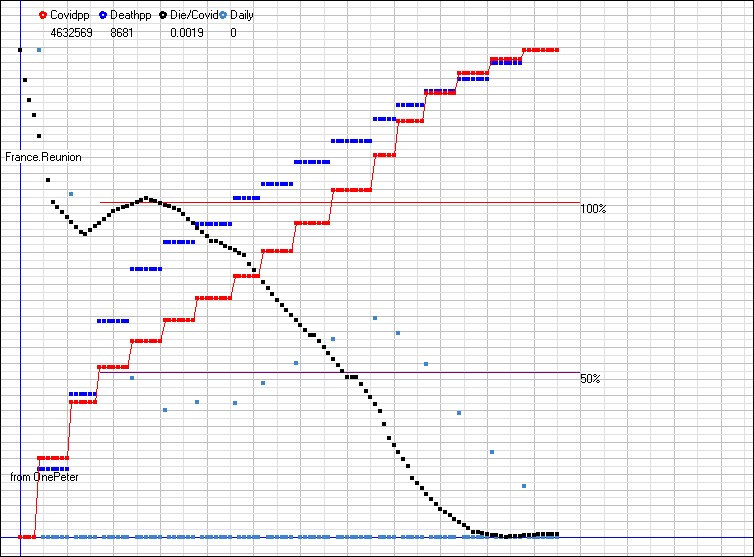 Covidpp Deathpp Die/Covid Daily
4632569 8681 0.0019 0
France.Reunion
100%
50%
from OnePeter